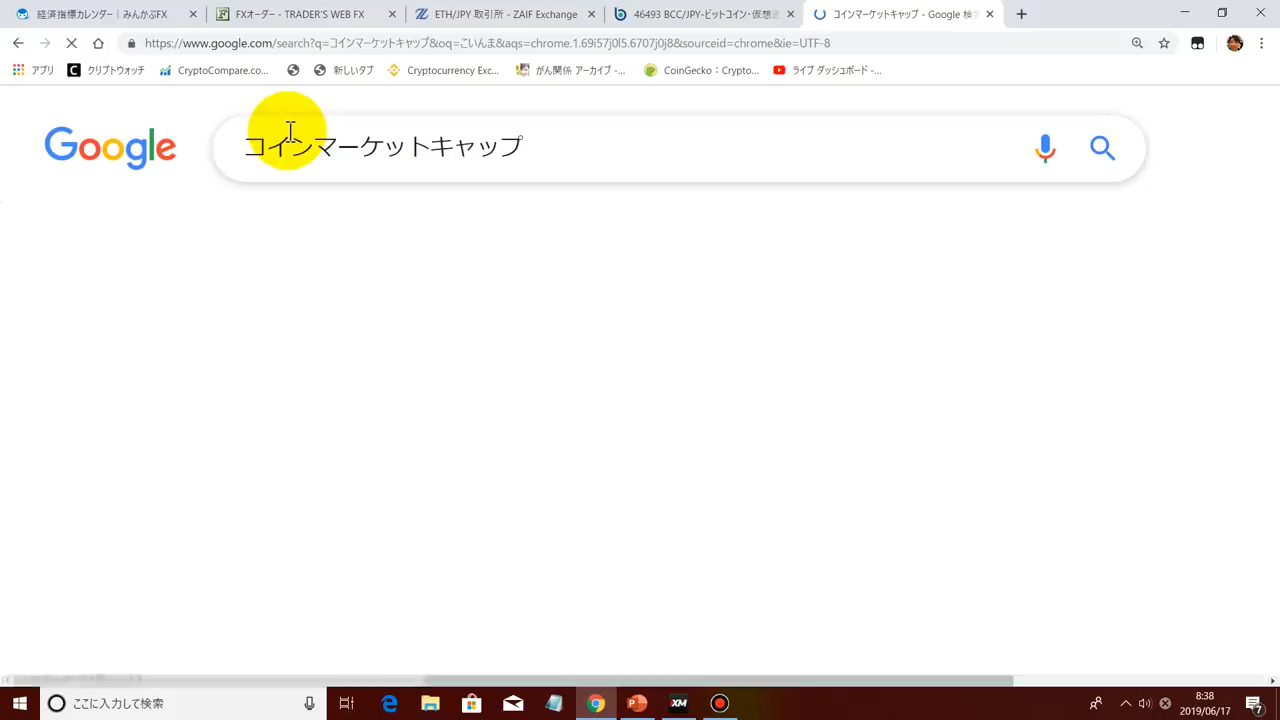 経済指標カレンダー｜みんかぶFX
FXオーダー - TRADER'S WEB FX
ETH/JPY 取引所 - ZAIF Exchange
46493 BCC/JPY-ビットコイン・仮想通
コインマーケットキャップ - Google 検索
https://www.google.com/search?q=コインマーケットキャップ&oq=こいんま&aqs=chrome.1.69i57j0l5.6707j0j8&sourceid=chrome&ie=UTF-8
アプリ
クリプトウォッチ
CryptoCompare.co...
新しいタブ
Cryptocurrency Exc...
がん関係 アーカイブ -...
CoinGecko：Crypto...
ライブ ダッシュボード -...
Google
コインマーケットキャップ
ここに入力して検索
XM
8:38
2019/06/17
7